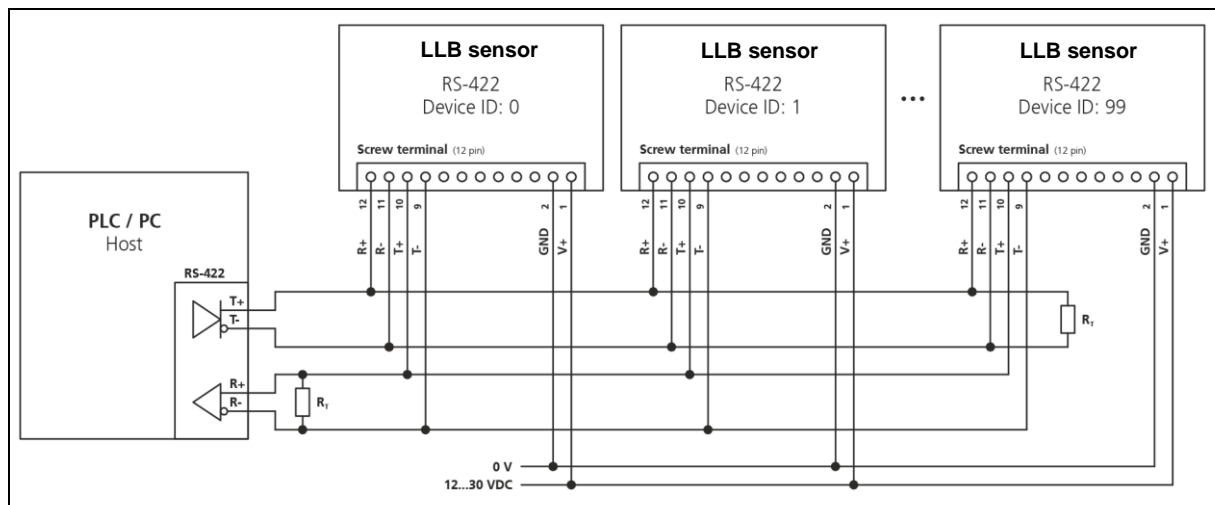 LLB sensor
RS-422
Device ID: 0
Screw terminal (12 pin)
12
11
10
9
2
1
R+
R-
T+
T-
GND
V+
LLB sensor
RS-422
Device ID: 1
Screw terminal (12 pin)
12
11
10
9
2
1
R+
R-
T+
T-
GND
V+
...
LLB sensor
RS-422
Device ID: 99
Screw terminal (12 pin)
12
11
10
9
2
1
R+
R-
T+
T-
GND
V+
PLC / PC
Host
RS-422
T+
T-
R+
R-
RT
RT
0 V
12...30 VDC